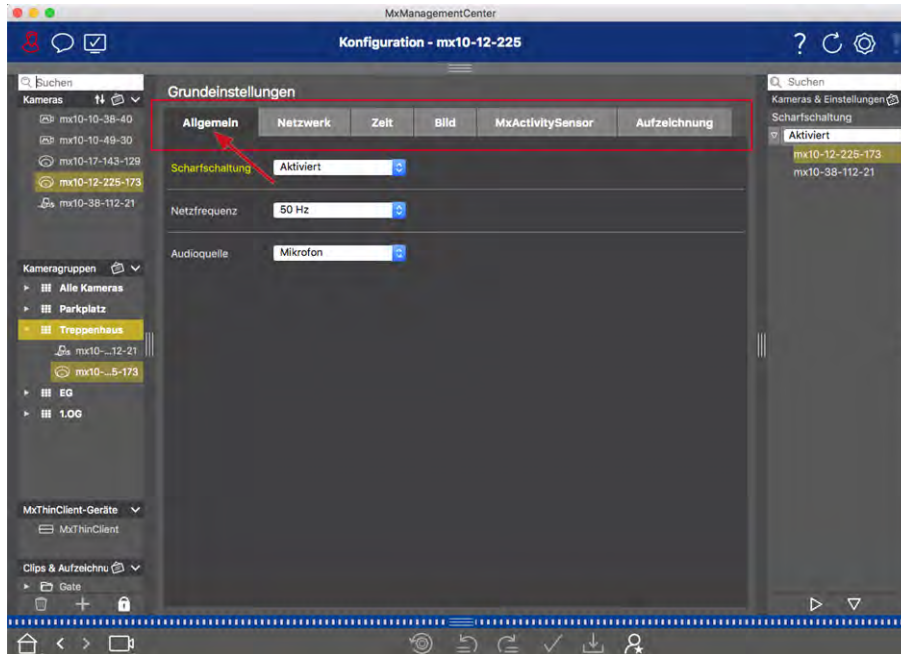 MxManagementCenter
Konfiguration - mx10-12-225
?
Suchen
Kameras
mx10-10-38-40
mx10-10-49-30
mx10-17-143-129
mx10-12-225-173
mx10-38-112-21
Kameragruppen
Alle Kameras
Parkplatz
Treppenhaus
mx10-...12-21
mx10-...5-173
EG
1.OG
MxThinClient-Geräte
MxThinClient
Clips & Aufzeichnu
Gate
Grundeinstellungen
Allgemein Netzwerk Zeit Bild MxActivitySensor Aufzeichnung
Scharfschaltung Aktiviert
Netzfrequenz 50 Hz
Audioquelle Mikrofon
Suchen
Kameras & Einstellungen
Scharfschaltung
Aktiviert
mx10-12-225-173
mx10-38-112-21